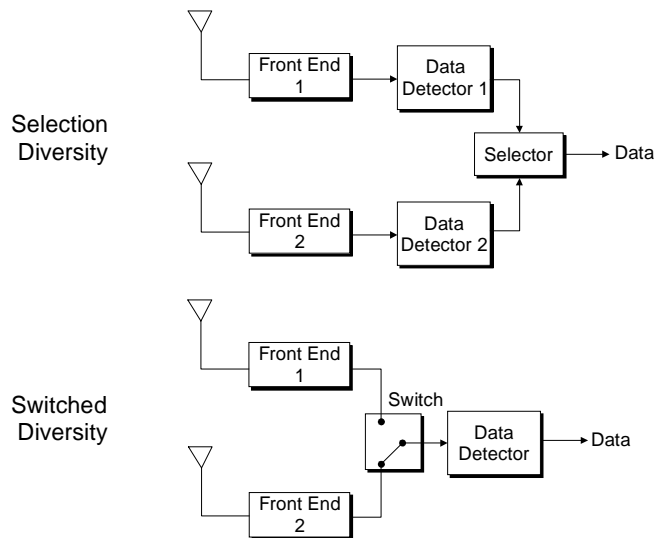 Selection
Diversity
Front End
1
Data
Detector 1
Selector
Data
Front End
2
Data
Detector 2
Switched
Diversity
Front End
1
Switch
Data
Detector
Data
Front End
2